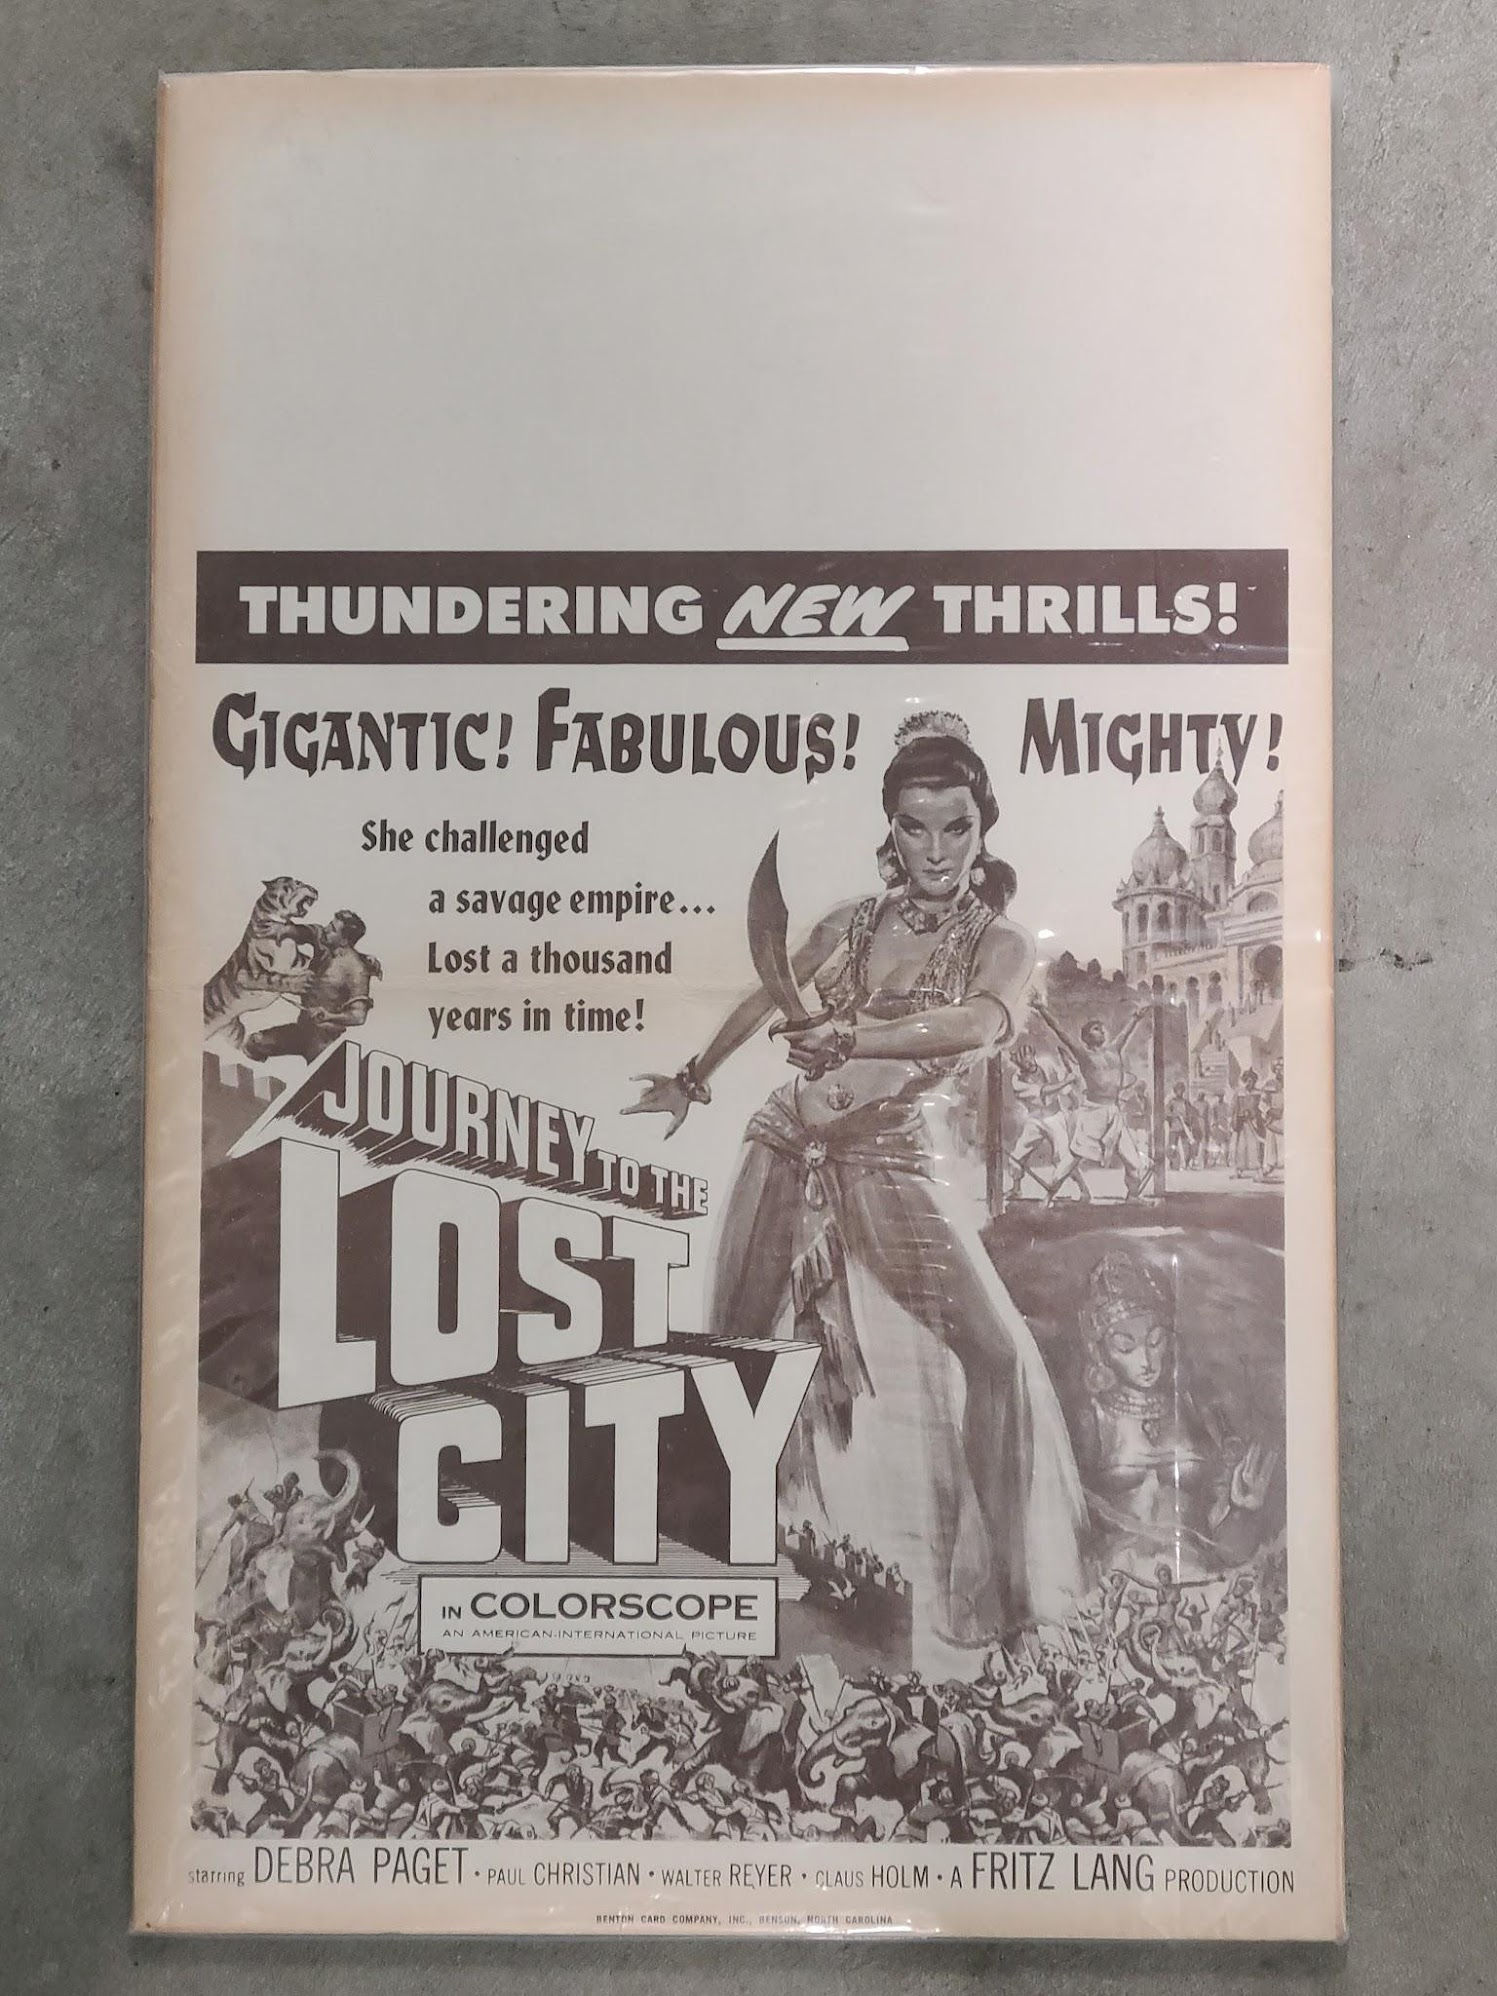 THUNDERING NEW THRILLS!
GIGANTIC! FABULOUS! MIGHTY!
She challenged
a savage empire...
Lost a thousand
years in time!
JOURNEY TO THE
LOST
CITY
IN COLORSCOPE
AN AMERICAN-INTERNATIONAL PICTURE
starring DEBRA PAGET • PAUL CHRISTIAN • WALTER REYER • CLAUS HOLM • A FRITZ LANG PRODUCTION
BENTON CARD COMPANY, INC., BENSON, NORTH CAROLINA